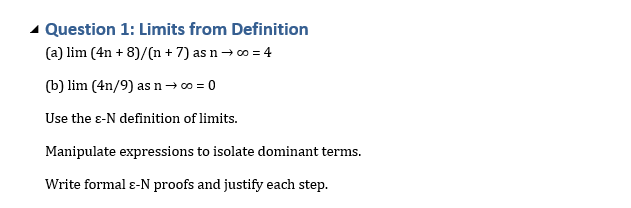 Question 1: Limits from Definition
(a) lim (4n + 8)/(n + 7) as n → ∞ = 4
(b) lim (4n/9) as n → ∞ = 0
Use the ε-N definition of limits.
Manipulate expressions to isolate dominant terms.
Write formal ε-N proofs and justify each step.